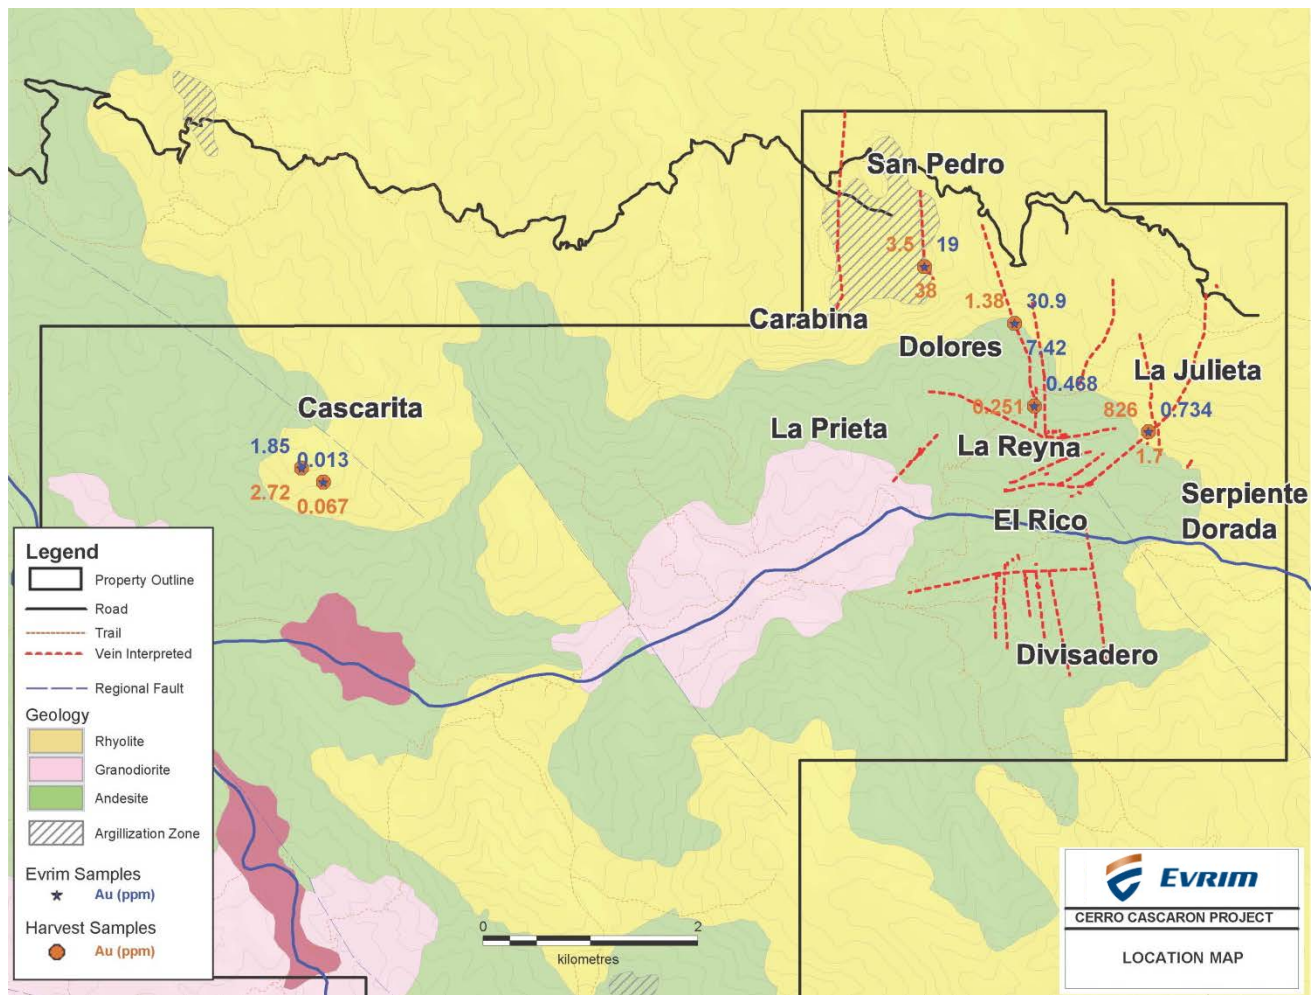 San Pedro
3.5
19
38
Carabina
1.38
30.9
Dolores
7.42
0.468
La Julieta
0.251
826
0.734
Cascarita
La Prieta
La Reyna
1.7
1.85
0.013
2.72
0.067
Serpiente
Dorada
El Rico
Divisadero
Legend
Property Outline
Road
Trail
Vein Interpreted
Regional Fault
Geology
Rhyolite
Granodiorite
Andesite
Argillization Zone
Evrim Samples
Au (ppm)
Harvest Samples
Au (ppm)
0 2
kilometres
EVRIM
CERRO CASCARON PROJECT
LOCATION MAP